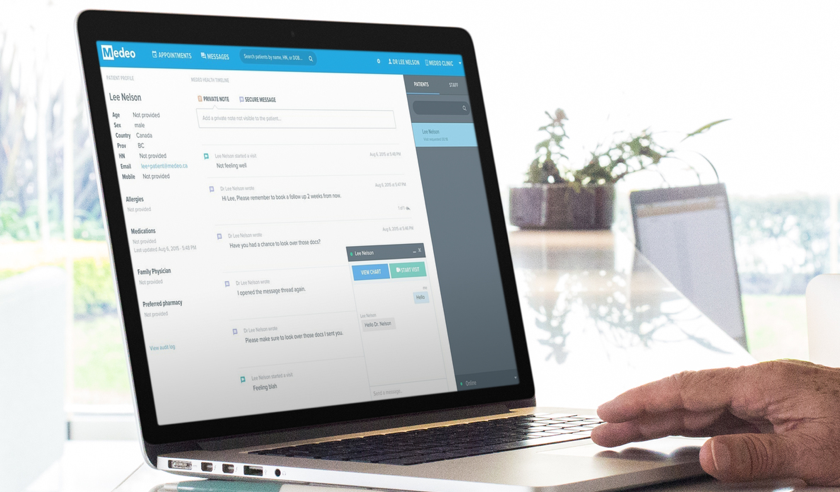 Medeo
APPOINTMENTS
MESSAGES
Search patients by name, HN, or DOB...
DR LEE NELSON
MEDEO CLINIC
PATIENT PROFILE
Lee Nelson
Age Not provided
Sex male
Country Canada
Prov BC
HN Not provided
Email lee+patient@medeo.ca
Mobile Not provided
Allergies
Not provided
Medications
Not provided
Last updated Aug 6, 2015 5:48 PM
Family Physician
Not provided
Preferred pharmacy
Not provided
View audit log
MEDEO HEALTH TIMELINE
PRIVATE NOTE
SECURE MESSAGE
Add a private note (not visible to the patient)...
Lee Nelson started a visit
Not feeling well
Dr Lee Nelson wrote
Hi Lee, Please remember to book a follow up 2 weeks from now.
Dr Lee Nelson wrote
Have you had a chance to look over those docs?
Dr Lee Nelson wrote
I opened the message thread again.
Dr Lee Nelson wrote
Please make sure to look over those docs I sent you.
Lee Nelson started a visit
Feeling blah
PATIENTS
STAFF
Lee Nelson
Lee Nelson
VIEW CHART
START VISIT
me
Hello
Lee Nelson
Hello Dr. Nelson
Send a message
Online